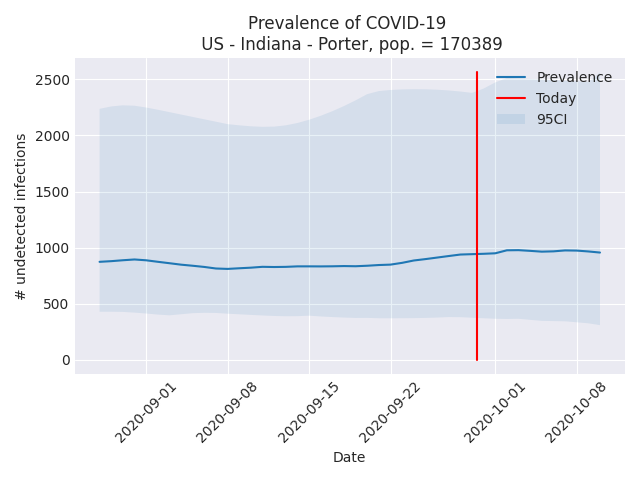 Prevalence of COVID-19
US - Indiana - Porter, pop. = 170389
2500
2000
1500
1000
500
0
# undetected infections
Prevalence
Today
95CI
2020-09-01
2020-09-08
2020-09-15
2020-09-22
2020-10-01
2020-10-08
Date